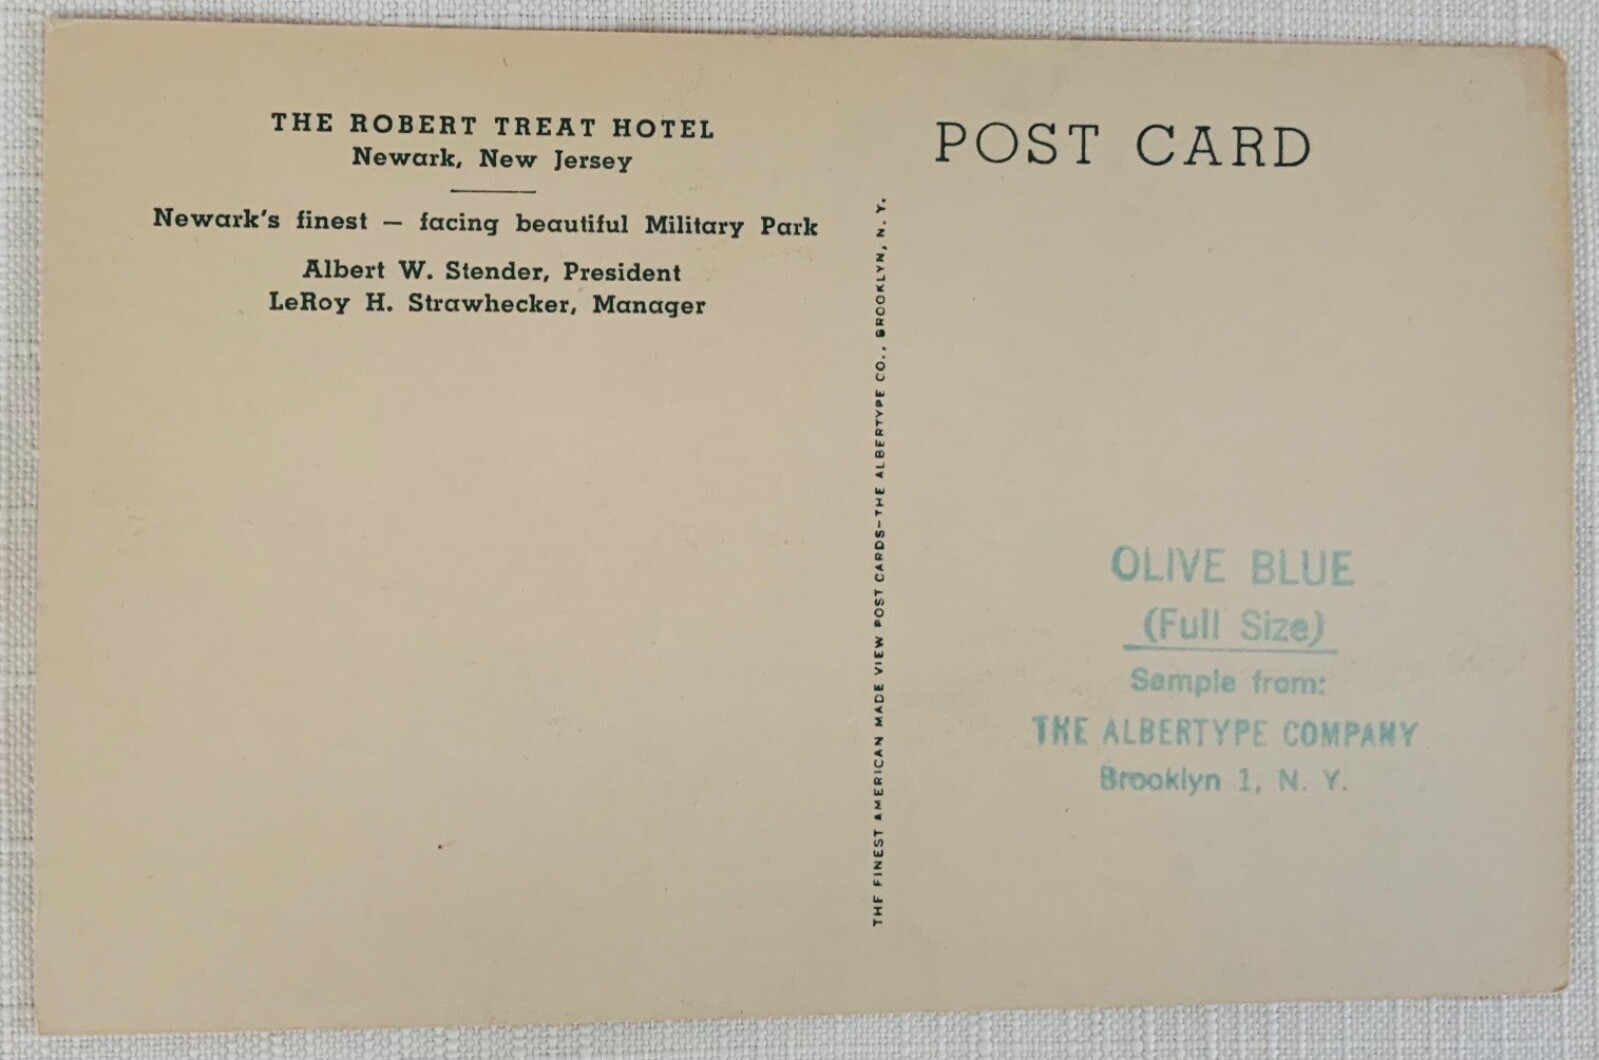 THE ROBERT TREAT HOTEL
Newark, New Jersey
Newark's finest — facing beautiful Military Park
Albert W. Stender, President
LeRoy H. Strawhecker, Manager
THE FINEST AMERICAN MADE VIEW POST CARDS—THE ALBERTYPE CO., BROOKLYN, N. Y.
POST CARD
OLIVE BLUE
(Full Size)
Sample from:
THE ALBERTYPE COMPANY
Brooklyn 1, N. Y.